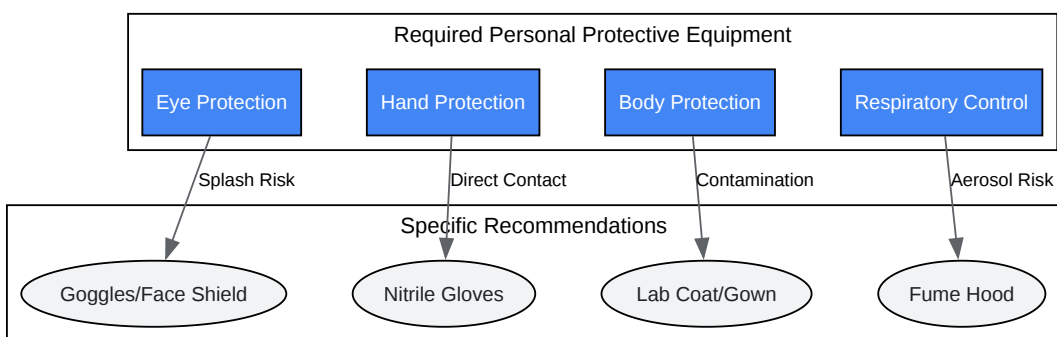 Required Personal Protective Equipment
Eye Protection
Hand Protection
Body Protection
Respiratory Control
Splash Risk
Direct Contact
Contamination
Aerosol Risk
Specific Recommendations
Goggles/Face Shield
Nitrile Gloves
Lab Coat/Gown
Fume Hood